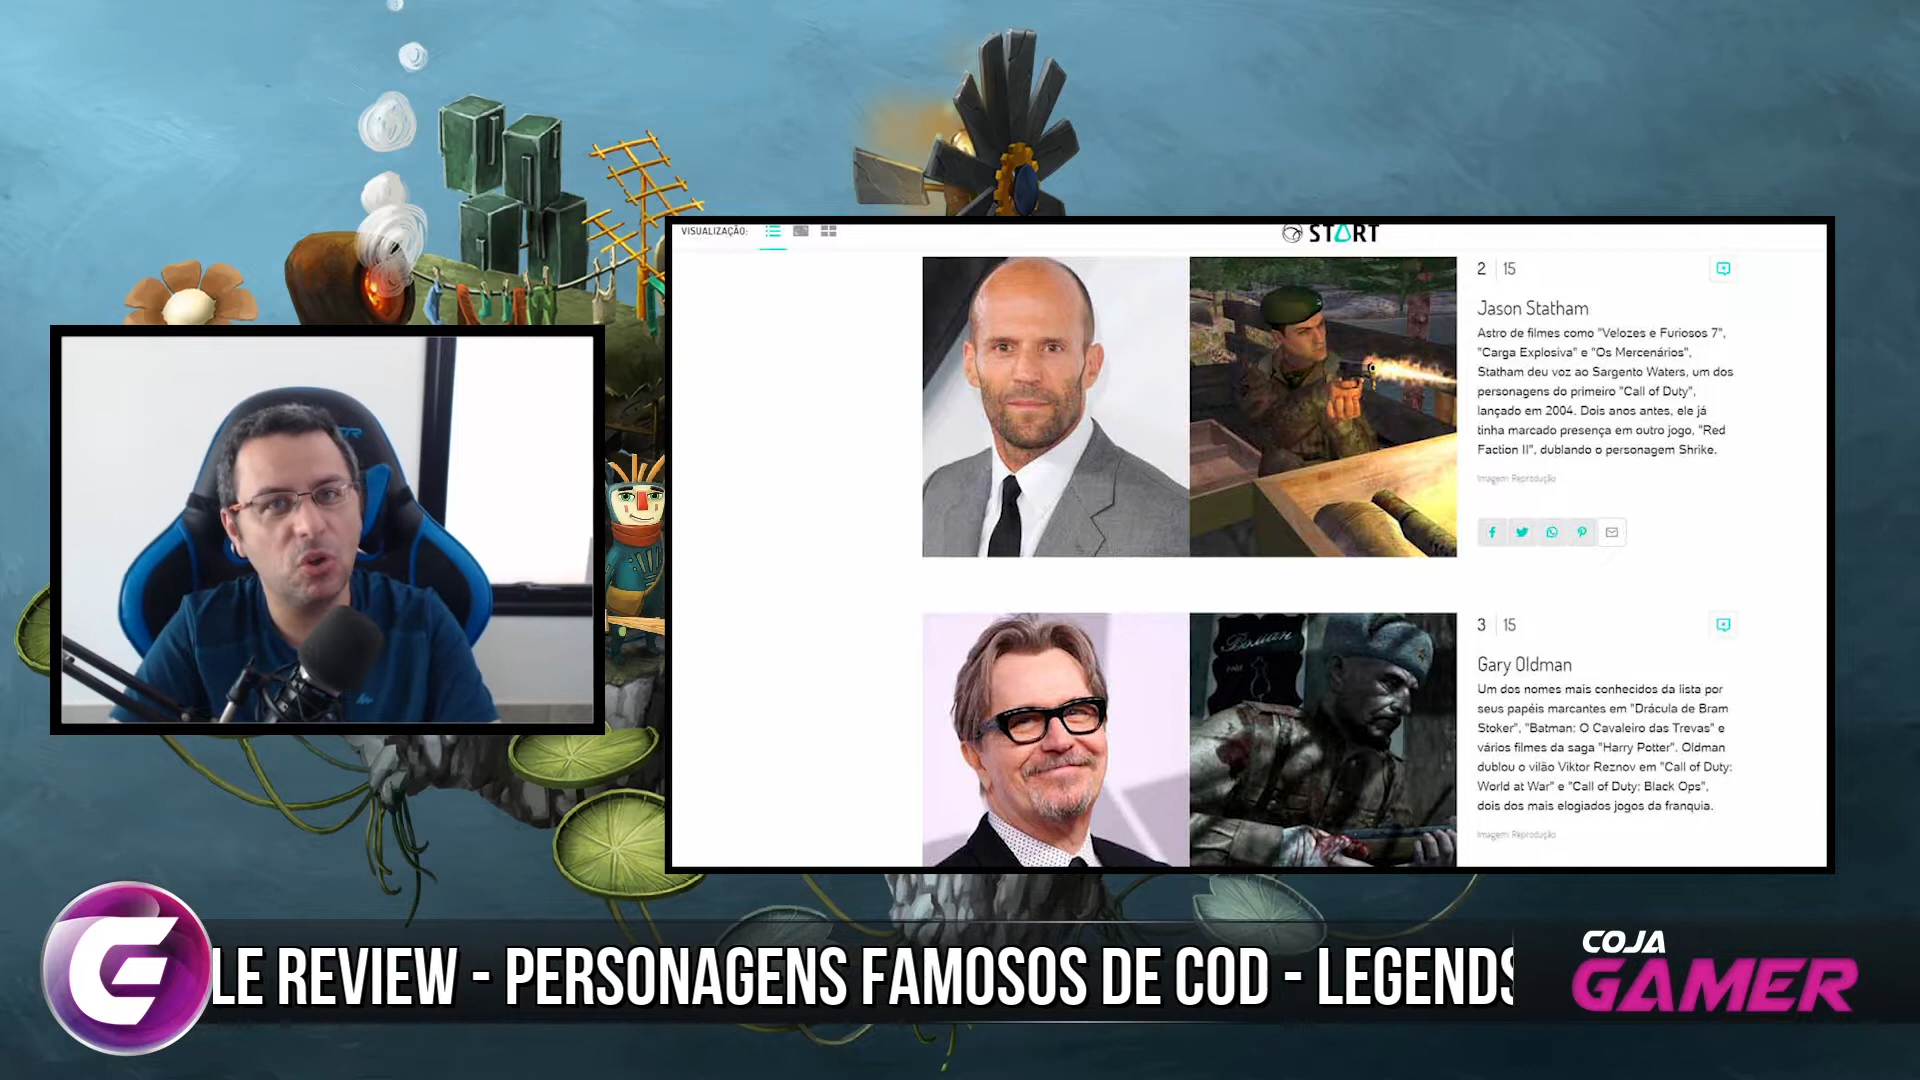 VISUALIZAÇÃO:
START
2 15
Jason Statham
Astro de filmes como "Velozes e Furiosos 7",
"Carga Explosiva" e "Os Mercenários",
Statham deu voz ao Sargento Waters, um dos
personagens do primeiro "Call of Duty",
lançado em 2004. Dois anos antes, ele já
tinha marcado presença em outro jogo, "Red
Faction II", dublando o personagem Shrike.
Imagem: Reprodução
3 15
Gary Oldman
Um dos nomes mais conhecidos da lista por
seus papéis marcantes em "Drácula de Bram
Stoker", "Batman: O Cavaleiro das Trevas" e
vários filmes da saga "Harry Potter". Oldman
dublou o vilão Viktor Reznov em "Call of Duty:
World at War" e "Call of Duty: Black Ops",
dois dos mais elogiados jogos da franquia.
Imagem: Reprodução
LE REVIEW - PERSONAGENS FAMOSOS DE COD - LEGENDS
COJA
GAMER